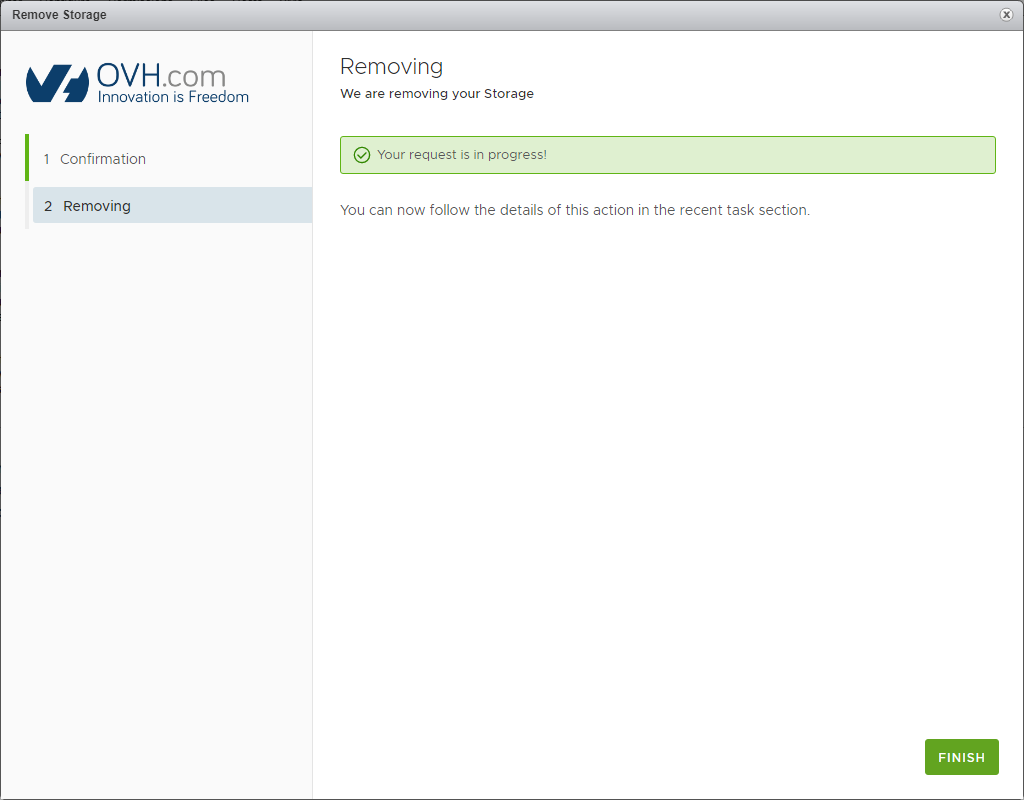 Remove Storage
OVH.com
Innovation is Freedom
1 Confirmation
2 Removing
Removing
We are removing your Storage
Your request is in progress!
You can now follow the details of this action in the recent task section.
FINISH